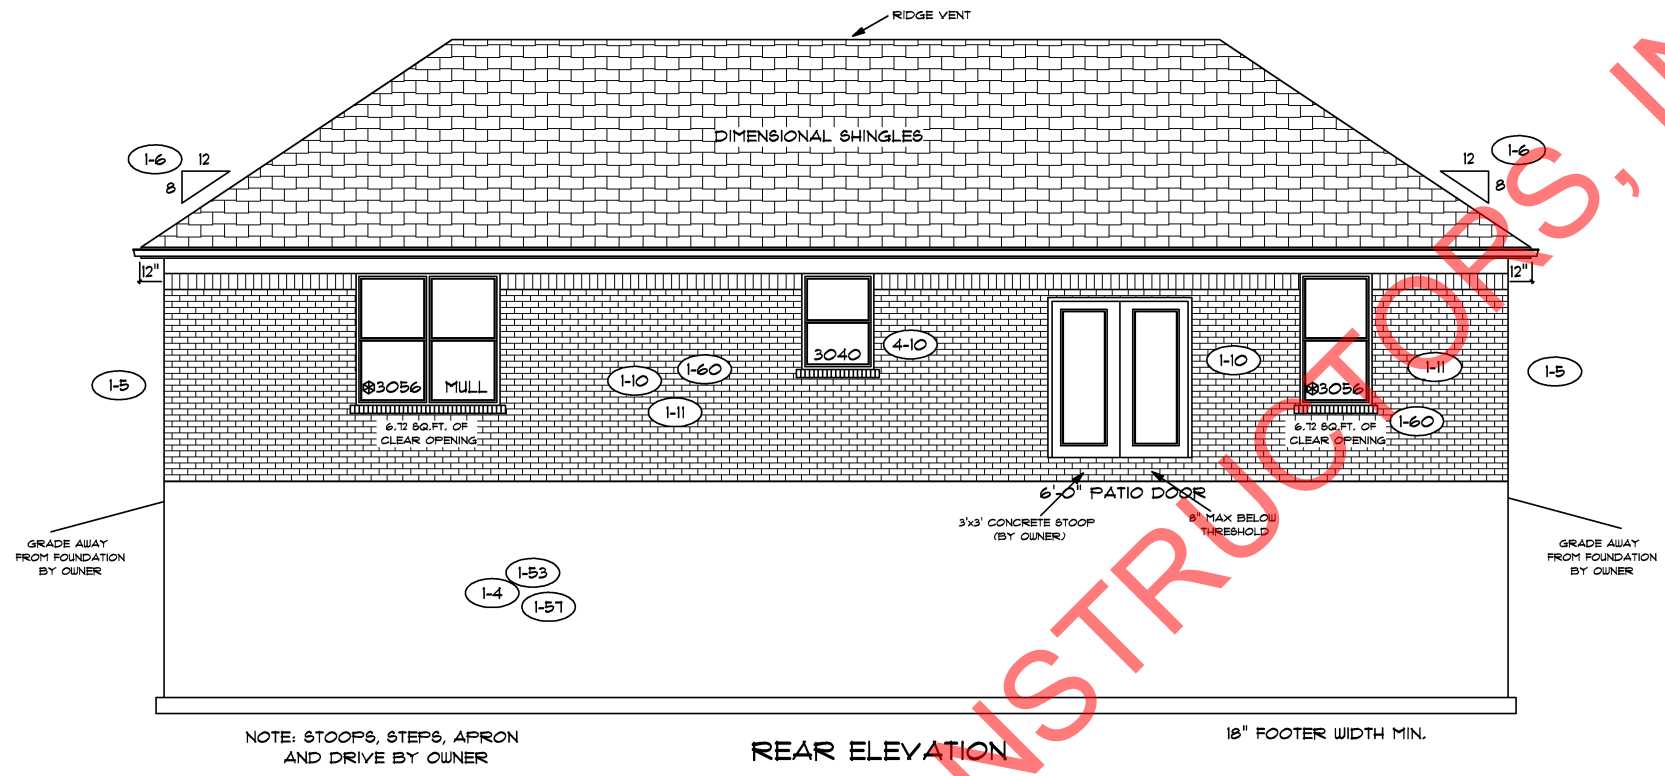 RIDGE VENT
DIMENSIONAL SHINGLES
1-6
12
8
12
1-6
8
12"
12"
3040
4-10
1-10
1-60
1-11
✻3056
MULL
6.72 SQ.FT. OF
CLEAR OPENING
1-5
1-10
✻3056
1-11
1-60
6.72 SQ.FT. OF
CLEAR OPENING
1-5
6'-0" PATIO DOOR
3'x3' CONCRETE STOOP
(BY OWNER)
8" MAX BELOW
THRESHOLD
GRADE AWAY
FROM FOUNDATION
BY OWNER
GRADE AWAY
FROM FOUNDATION
BY OWNER
1-53
1-4
1-57
NOTE: STOOPS, STEPS, APRON
AND DRIVE BY OWNER
REAR ELEVATION
18" FOOTER WIDTH MIN.
NSTRUCTORS, I